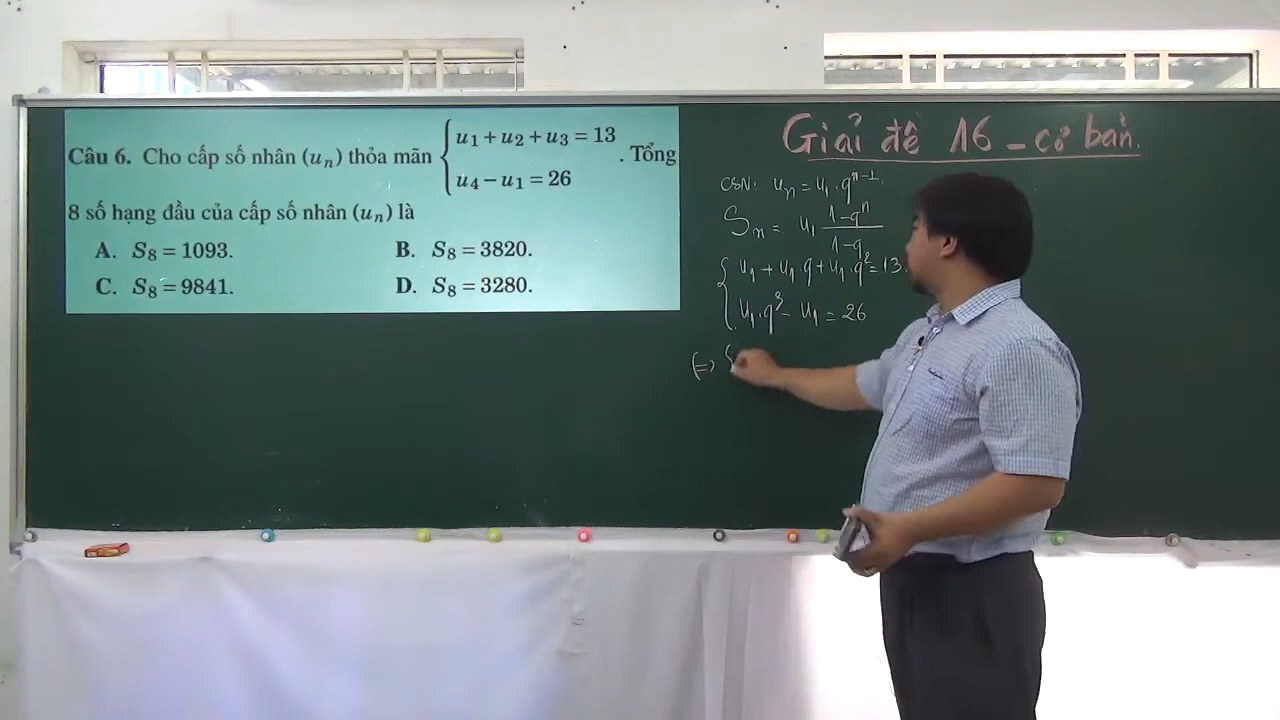 Câu 6. Cho cấp số nhân (uₙ) thỏa mãn { u₁ + u₂ + u₃ = 13
u₄ − u₁ = 26 . Tổng
8 số hạng đầu của cấp số nhân (uₙ) là
A. S₈ = 1093. B. S₈ = 3820.
C. S₈ = 9841. D. S₈ = 3280.
Giải đề 16 - cơ bản.
CSN: uₙ = u₁.qⁿ⁻¹.
Sₙ = u₁ (1-qⁿ)/(1-q)
{ u₁ + u₁.q + u₁.q² = 13.
u₁.q³ - u₁ = 26
(=> {